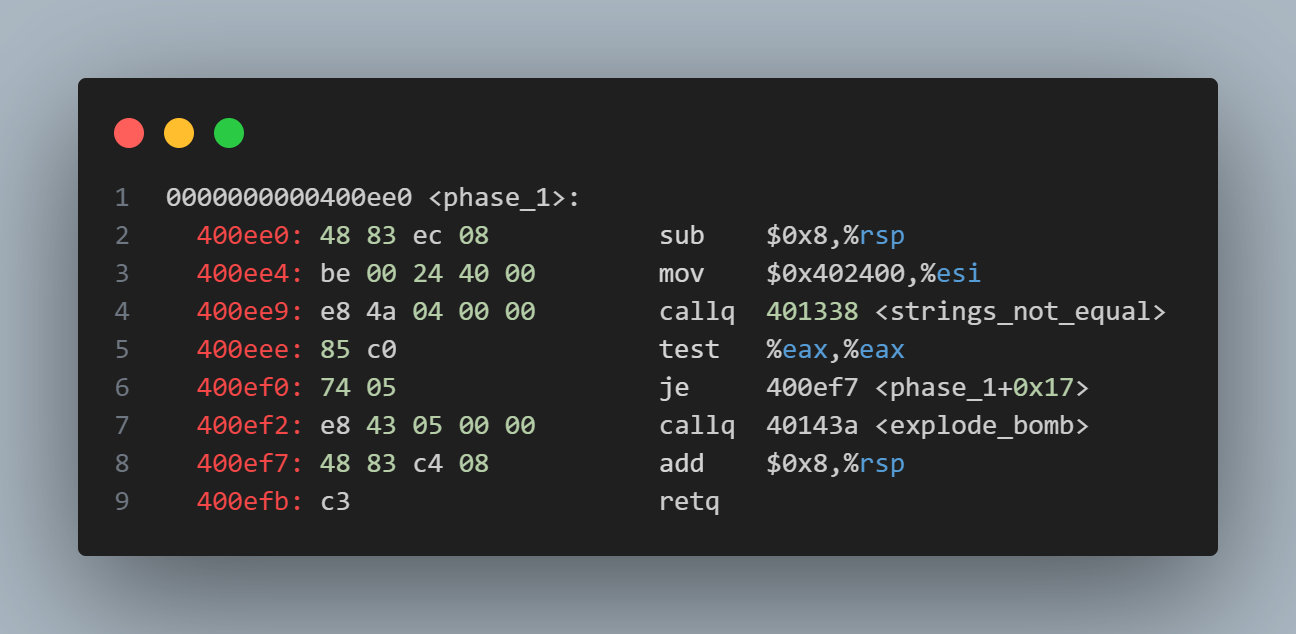 1 0000000000400ee0 <phase_1>:
2 400ee0: 48 83 ec 08 sub $0x8,%rsp
3 400ee4: be 00 24 40 00 mov $0x402400,%esi
4 400ee9: e8 4a 04 00 00 callq 401338 <strings_not_equal>
5 400eee: 85 c0 test %eax,%eax
6 400ef0: 74 05 je 400ef7 <phase_1+0x17>
7 400ef2: e8 43 05 00 00 callq 40143a <explode_bomb>
8 400ef7: 48 83 c4 08 add $0x8,%rsp
9 400efb: c3 retq